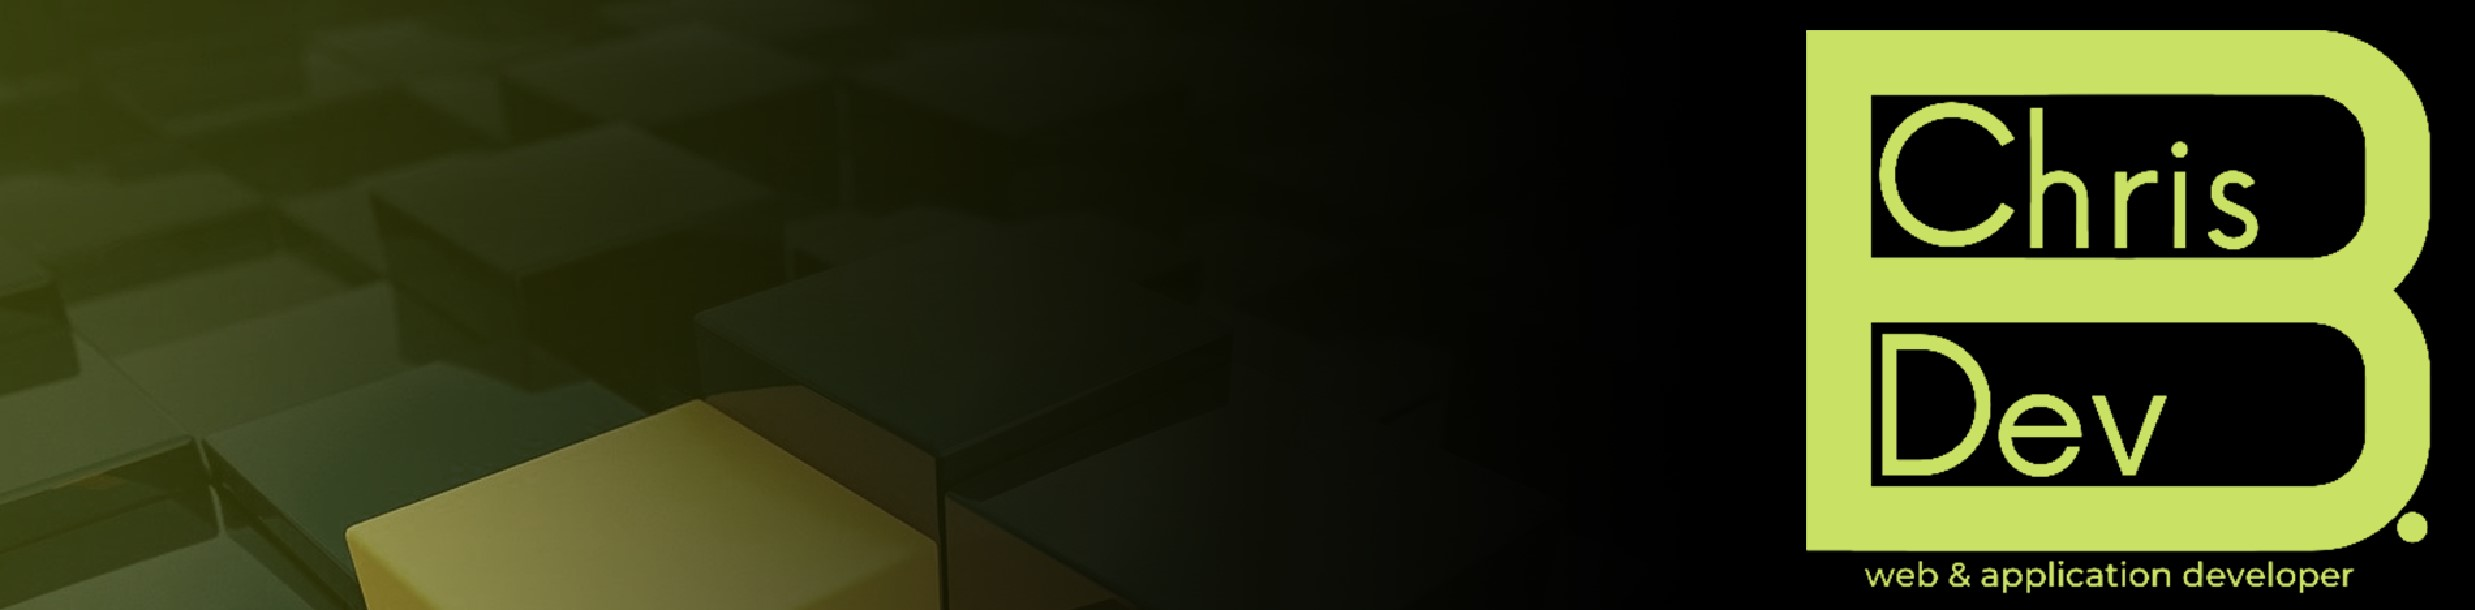 B.
Chris
Dev
web & application developer